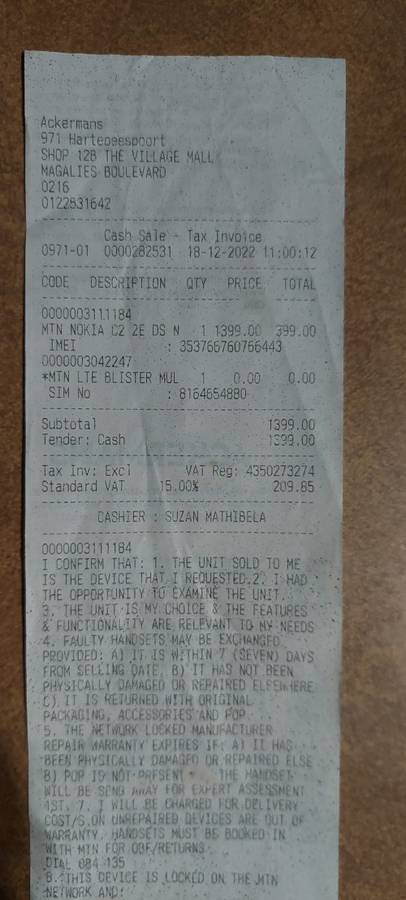 Ackermans
971 Hartebeespoort
SHOP 128 THE VILLAGE MALL
MAGALIES BOULEVARD
0216
0122531642
Cash Sale - Tax Invoice
0971-01 0000282531 18-12-2022 11:00:12
CODE DESCRIPTION QTY PRICE TOTAL
0000003111184
MTN NOKIA C2 2E DS N 1 1399.00 399.00
IMEI : 353766760766443
0000003042247
*MTN LTE BLISTER MUL 1 0.00 0.00
SIM No : 8164654880
Subtotal 1399.00
Tender: Cash 1399.00
Tax Inv: Excl VAT Reg: 4350273274
Standard VAT 15.00% 209.85
CASHIER : SUZAN MATHIBELA
0000003111184
I CONFIRM THAT: 1. THE UNIT SOLD TO ME
IS THE DEVICE THAT I REQUESTED.2. I HAD
THE OPPORTUNITY TO EXAMINE THE UNIT.
3. THE UNIT IS MY CHOICE & THE FEATURES
& FUNCTIONALITY ARE RELEVANT TO MY NEEDS
4. FAULTY HANDSETS MAY BE EXCHANGED
PROVIDED: A) IT IS WITHIN 7 (SEVEN) DAYS
FROM SELLING DATE, B) IT HAS NOT BEEN
PHYSICALLY DAMAGED OR REPAIRED ELSEWHERE
C) IT IS RETURNED WITH ORIGINAL
PACKAGING, ACCESSORIES AND POP
5. THE NETWORK LOCKED MANUFACTURER
REPAIR WARRANTY EXPIRES IF: A) IT HAS
BEEN PHYSICALLY DAMAGED OR REPAIRED ELSE
B) POP IS NOT PRESENT THE HANDSET
WILL BE SEND AWAY FOR EXPERT ASSESSMENT
1ST. 7. I WILL BE CHARGED FOR DELIVERY
COST/S ON UNREPAIRED DEVICES ARE OUT OF
WARRANTY. HANDSETS MUST BE BOOKED IN
WITH MTN FOR OBF/RETURNS
DIAL 084 135
8. THIS DEVICE IS LOCKED ON THE MTN
NETWORK AND: